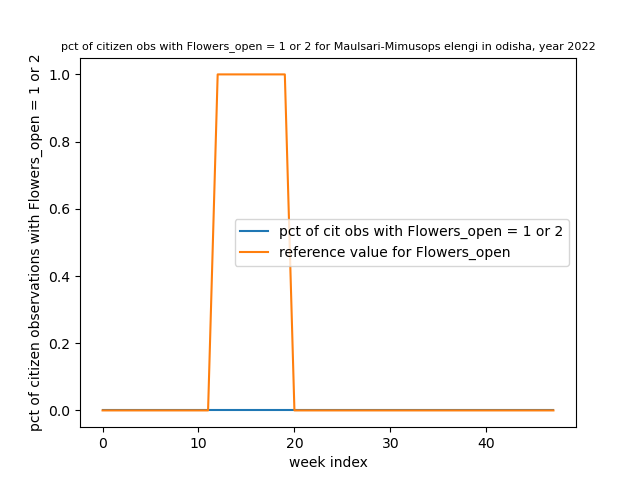 pct of citizen obs with Flowers_open = 1 or 2 for Maulsari-Mimusops elengi in odisha, year 2022
pct of citizen observations with Flowers_open = 1 or 2
1.0
0.8
0.6
0.4
0.2
0.0
pct of cit obs with Flowers_open = 1 or 2
reference value for Flowers_open
0 10 20 30 40
week index